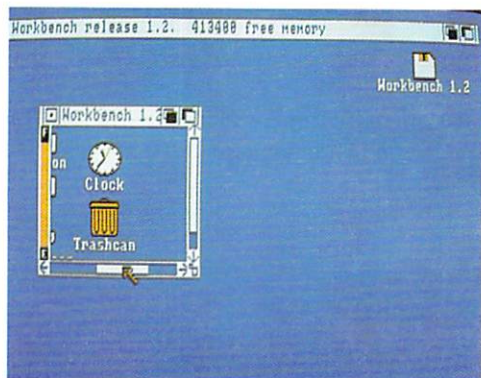 Workbench release 1.2. 413400 free memory
Workbench 1.2
Workbench 1.2
on
Clock
Trashcan
F
E